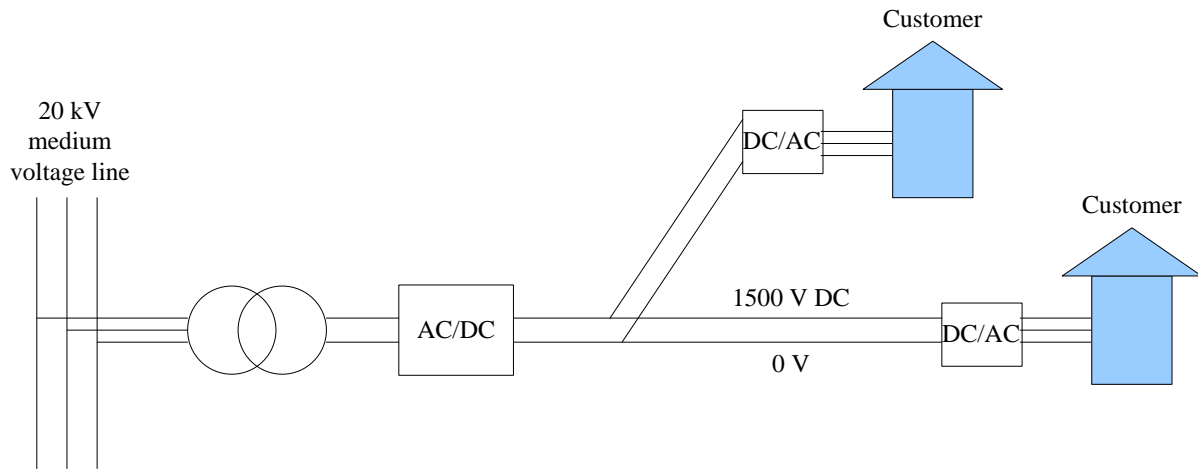 Customer
20 kV
medium
voltage line
DC/AC
Customer
1500 V DC
AC/DC
DC/AC
0 V